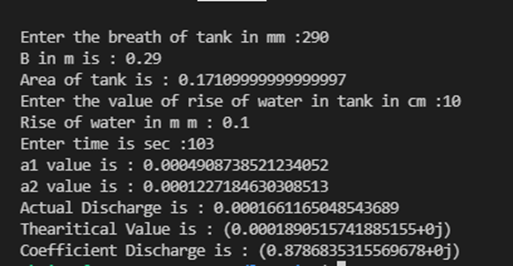 Enter the breath of tank in mm :290
B in m is : 0.29
Area of tank is : 0.17109999999999997
Enter the value of rise of water in tank in cm :10
Rise of water in m m : 0.1
Enter time is sec :103
a1 value is : 0.0004908738521234052
a2 value is : 0.0001227184630308513
Actual Discharge is : 0.0001661165048543689
Thearitical Value is : (0.0001890515741885155+0j)
Coefficient Discharge is : (0.8786835315569678+0j)